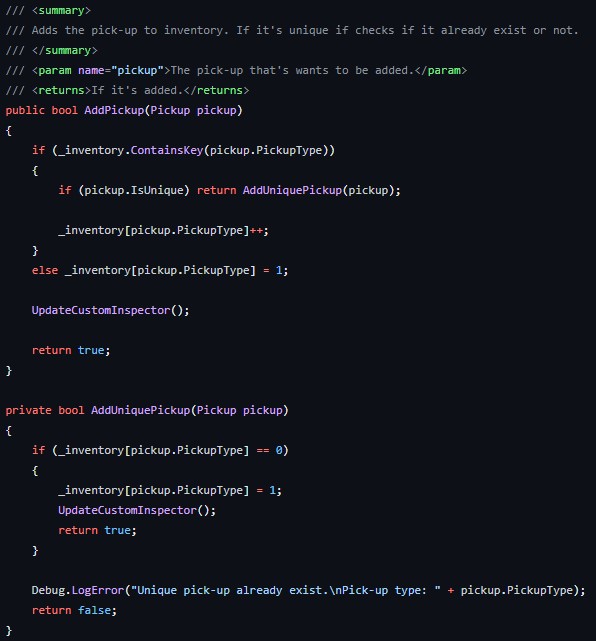 /// <summary>
/// Adds the pick-up to inventory. If it's unique if checks if it already exist or not.
/// </summary>
/// <param name="pickup">The pick-up that's wants to be added.</param>
/// <returns>If it's added.</returns>
public bool AddPickup(Pickup pickup)
{
    if (_inventory.ContainsKey(pickup.PickupType))
    {
        if (pickup.IsUnique) return AddUniquePickup(pickup);

        _inventory[pickup.PickupType]++;
    }
    else _inventory[pickup.PickupType] = 1;

    UpdateCustomInspector();

    return true;
}

private bool AddUniquePickup(Pickup pickup)
{
    if (_inventory[pickup.PickupType] == 0)
    {
        _inventory[pickup.PickupType] = 1;
        UpdateCustomInspector();
        return true;
    }

    Debug.LogError("Unique pick-up already exist.\nPick-up type: " + pickup.PickupType);
    return false;
}